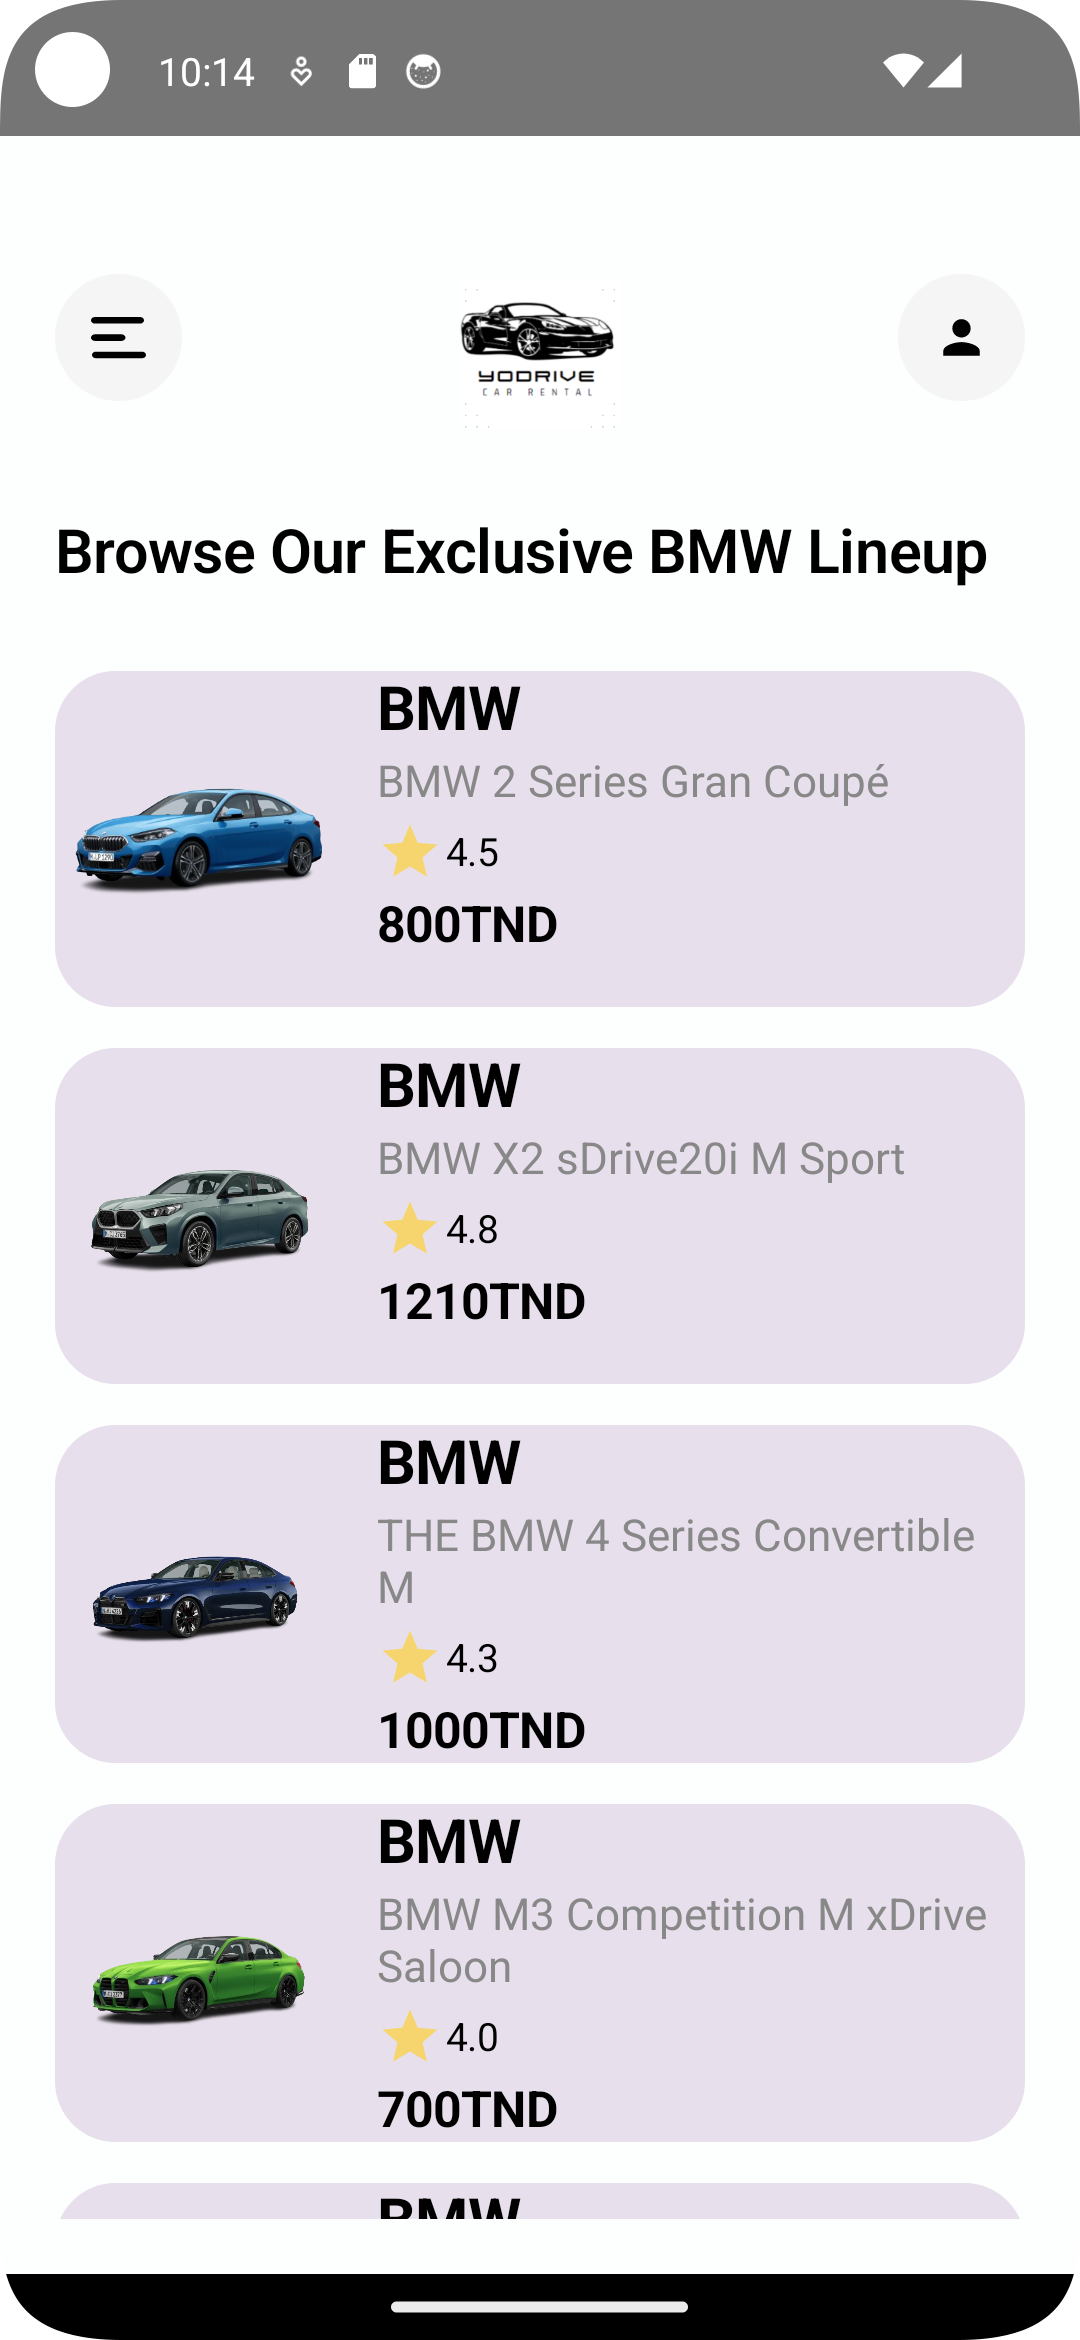 10:14
YODRIVE
CAR RENTAL
Browse Our Exclusive BMW Lineup
BMW
BMW 2 Series Gran Coupé
4.5
800TND
BMW
BMW X2 sDrive20i M Sport
4.8
1210TND
BMW
THE BMW 4 Series Convertible
M
4.3
1000TND
BMW
BMW M3 Competition M xDrive
Saloon
4.0
700TND
BMW